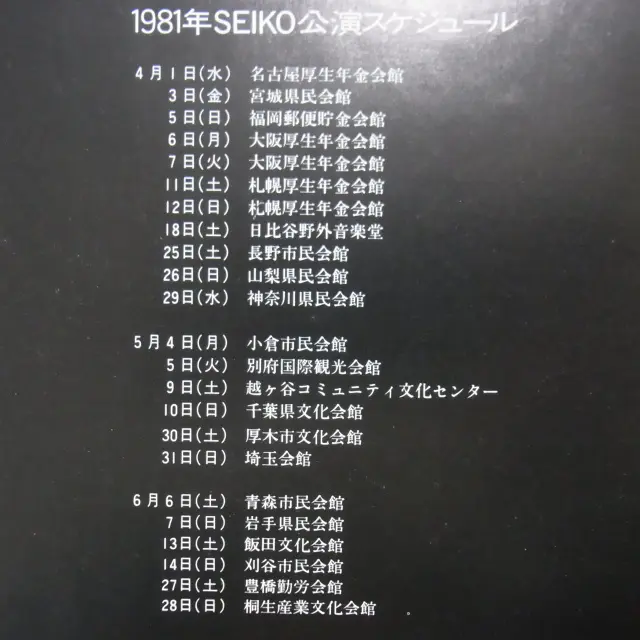 1981年SEIKO公演スケジュール
4月1日(水) 名古屋厚生年金会館
3日(金) 宮城県民会館
5日(日) 福岡郵便貯金会館
6日(月) 大阪厚生年金会館
7日(火) 大阪厚生年金会館
11日(土) 札幌厚生年金会館
12日(日) 札幌厚生年金会館
18日(土) 日比谷野外音楽堂
25日(土) 長野市民会館
26日(日) 山梨県民会館
29日(水) 神奈川県民会館
5月4日(月) 小倉市民会館
5日(火) 別府国際観光会館
9日(土) 越ヶ谷コミュニティ文化センター
10日(日) 千葉県文化会館
30日(土) 厚木市文化会館
31日(日) 埼玉会館
6月6日(土) 青森市民会館
7日(日) 岩手県民会館
13日(土) 飯田文化会館
14日(日) 刈谷市民会館
27日(土) 豊橋勤労会館
28日(日) 桐生産業文化会館